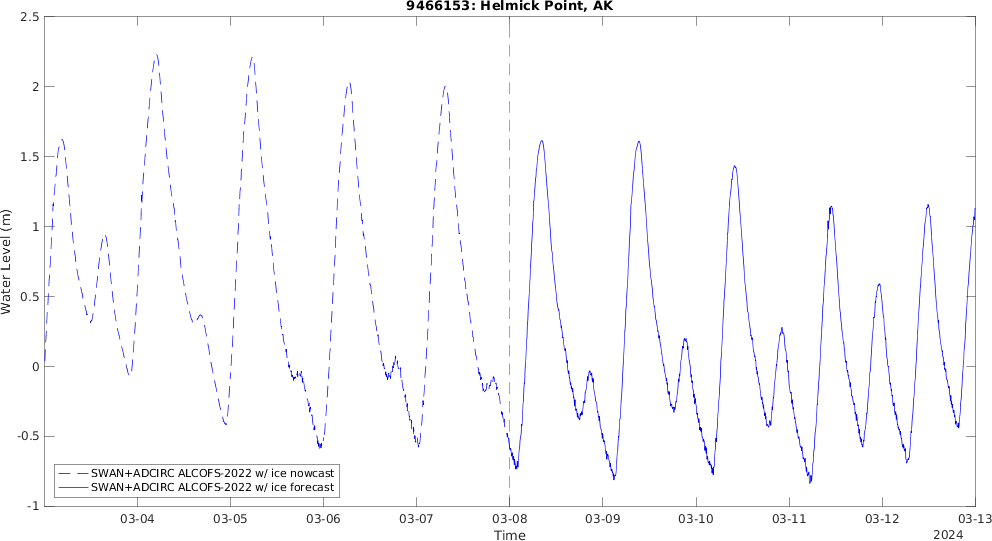 9466153: Helmick Point, AK
2.5
2
1.5
1
0.5
0
-0.5
-1
Water Level (m)
SWAN+ADCIRC ALCOFS-2022 w/ ice nowcast
SWAN+ADCIRC ALCOFS-2022 w/ ice forecast
03-04 03-05 03-06 03-07 03-08 03-09 03-10 03-11 03-12 03-13
Time
2024